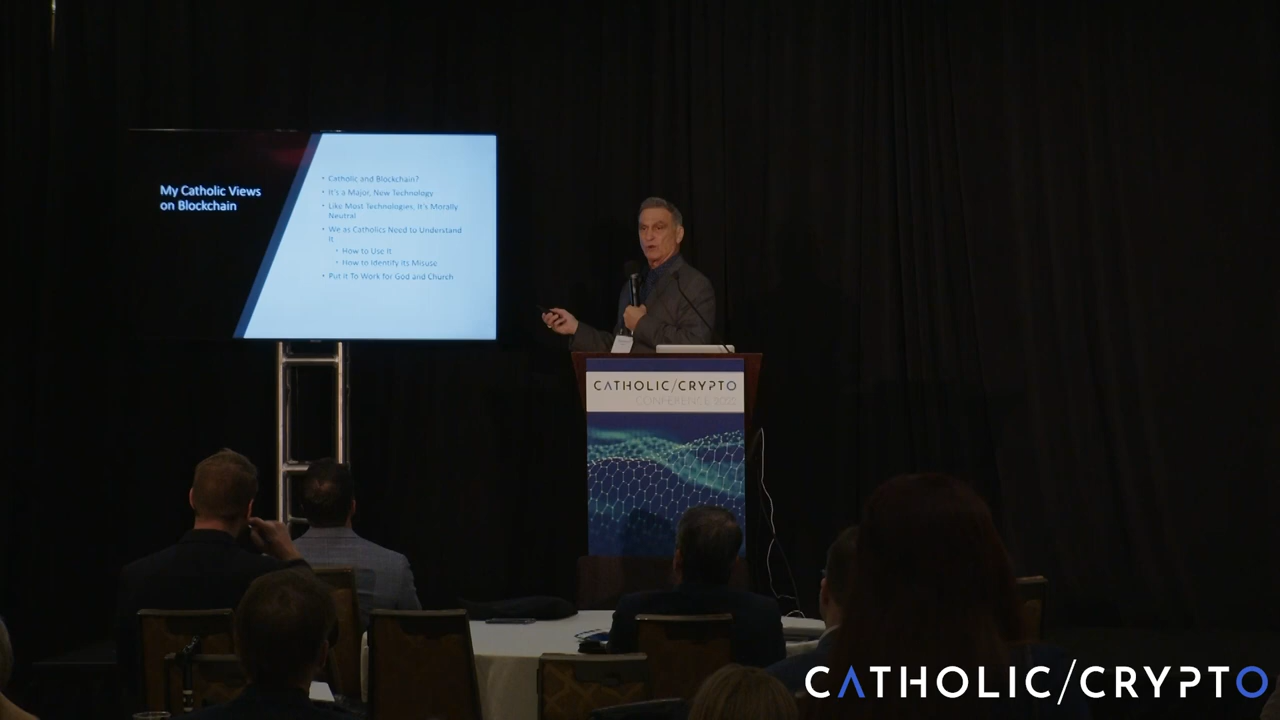 My Catholic Views
on Blockchain
• Catholic and Blockchain?
• It's a Major, New Technology
• Like Most Technologies, It's Morally
Neutral
• We as Catholics Need to Understand
It
• How to Use It
• How to Identify Its Misuse
• Put It To Work for God and Church
CATHOLIC/CRYPTO
CONFERENCE 2022
CATHOLIC/CRYPTO